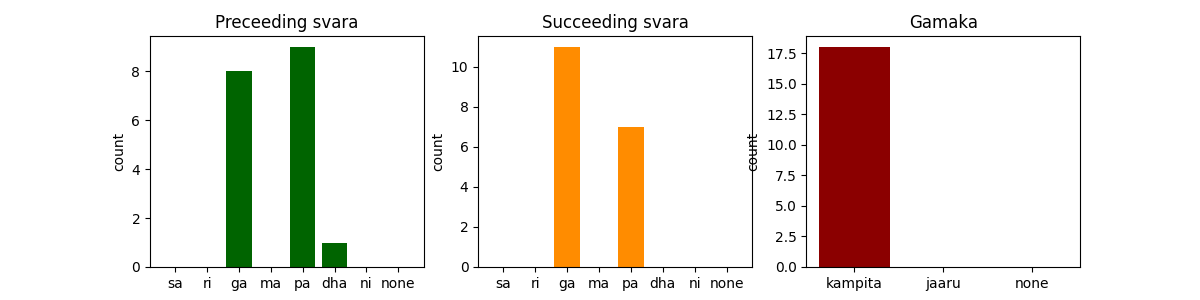 Preceeding svara
count
8
6
4
2
0
sa ri ga ma pa dha ni none
Succeeding svara
count
10
8
6
4
2
0
sa ri ga ma pa dha ni none
Gamaka
count
17.5
15.0
12.5
10.0
7.5
5.0
2.5
0.0
kampita jaaru none